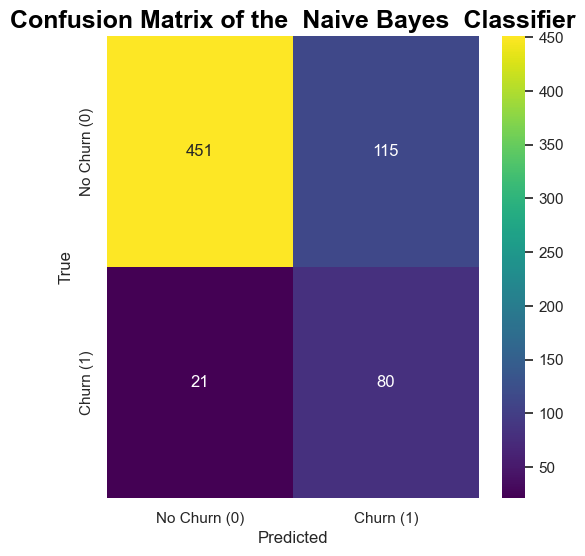 Confusion Matrix of the  Naive Bayes  Classifier
No Churn (0)
Churn (1)
True
451
115
21
80
No Churn (0)
Churn (1)
Predicted
450
400
350
300
250
200
150
100
50